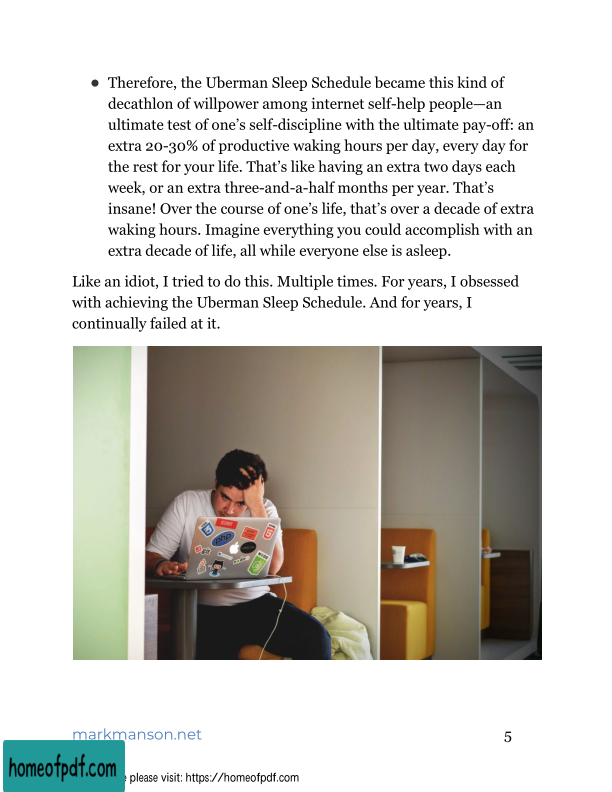 ● Therefore, the Uberman Sleep Schedule became this kind of
decathlon of willpower among internet self-help people—an
ultimate test of one’s self-discipline with the ultimate pay-off: an
extra 20-30% of productive waking hours per day, every day for
the rest for your life. That’s like having an extra two days each
week, or an extra three-and-a-half months per year. That’s
insane! Over the course of one’s life, that’s over a decade of extra
waking hours. Imagine everything you could accomplish with an
extra decade of life, all while everyone else is asleep.
Like an idiot, I tried to do this. Multiple times. For years, I obsessed
with achieving the Uberman Sleep Schedule. And for years, I
continually failed at it.
php
markmanson.net 5
homeofpdf.com
please visit: https://homeofpdf.com